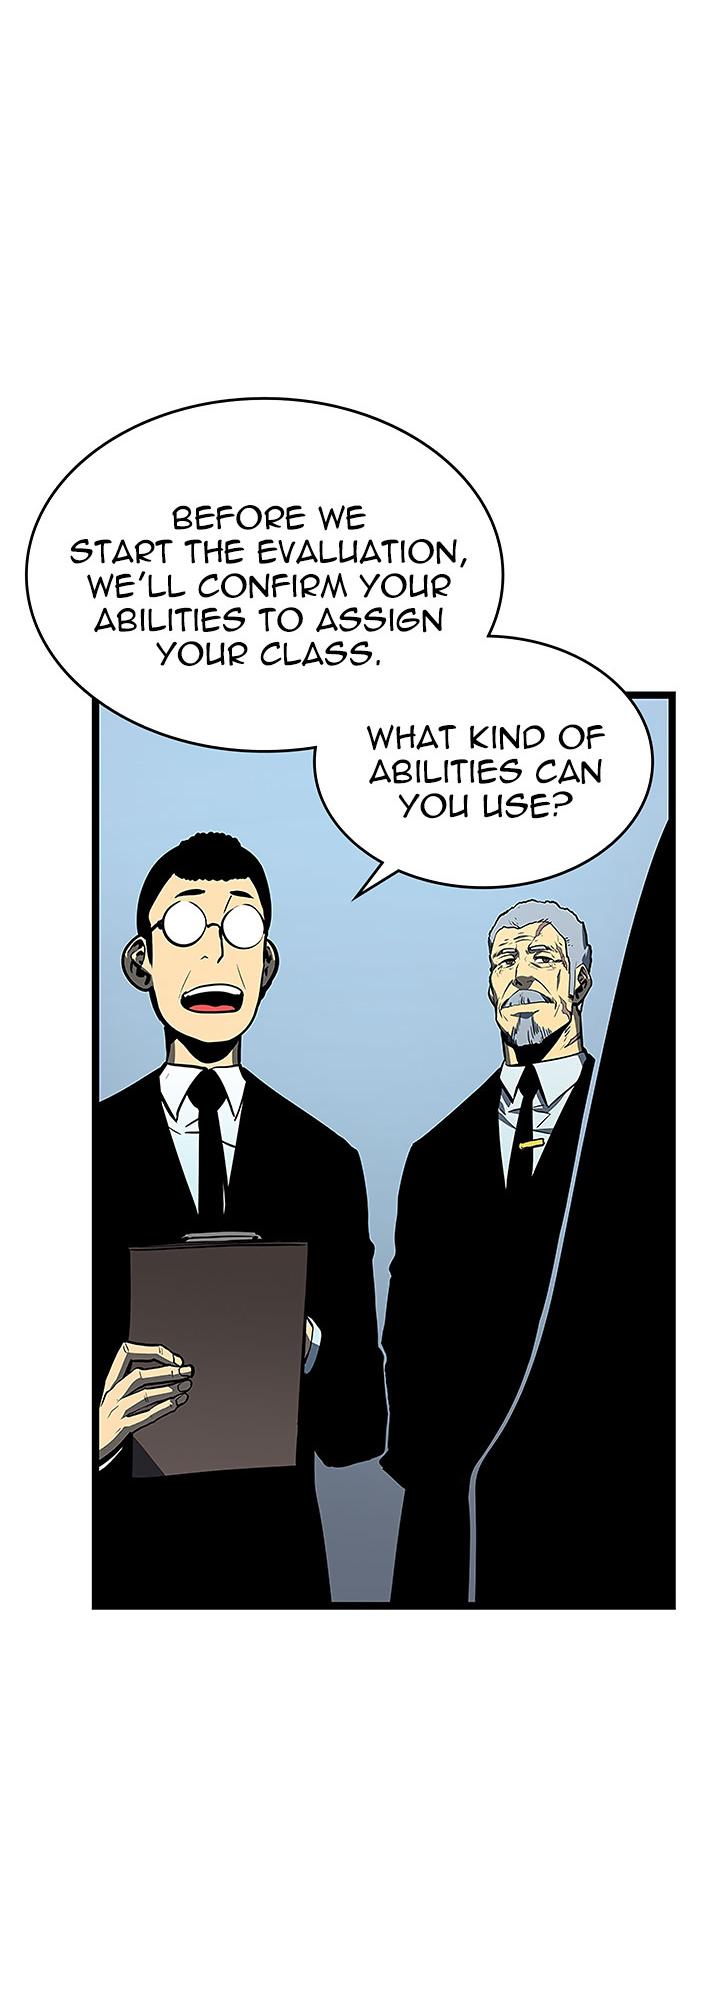 BEFORE WE
START THE EVALUATION,
WE'LL CONFIRM YOUR
ABILITIES TO ASSIGN
YOUR CLASS.
WHAT KIND OF
ABILITIES CAN
YOU USE?